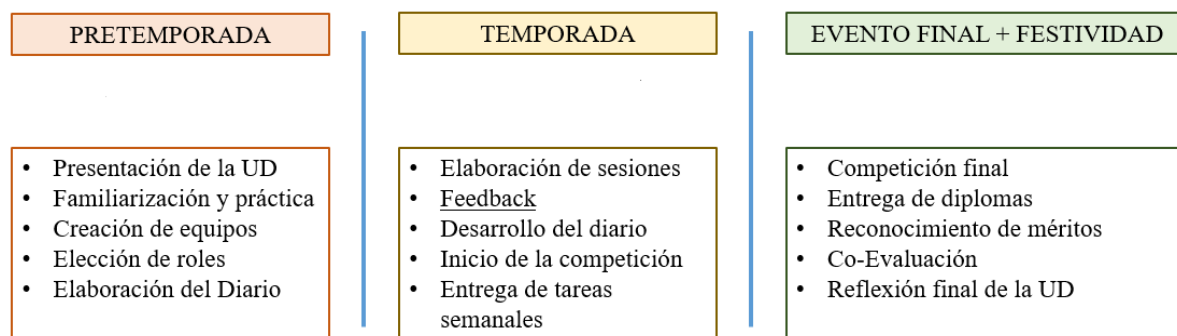 PRETEMPORADA
• Presentación de la UD
• Familiarización y práctica
• Creación de equipos
• Elección de roles
• Elaboración del Diario
TEMPORADA
• Elaboración de sesiones
• Feedback
• Desarrollo del diario
• Inicio de la competición
• Entrega de tareas
semanales
EVENTO FINAL + FESTIVIDAD
• Competición final
• Entrega de diplomas
• Reconocimiento de méritos
• Co-Evaluación
• Reflexión final de la UD